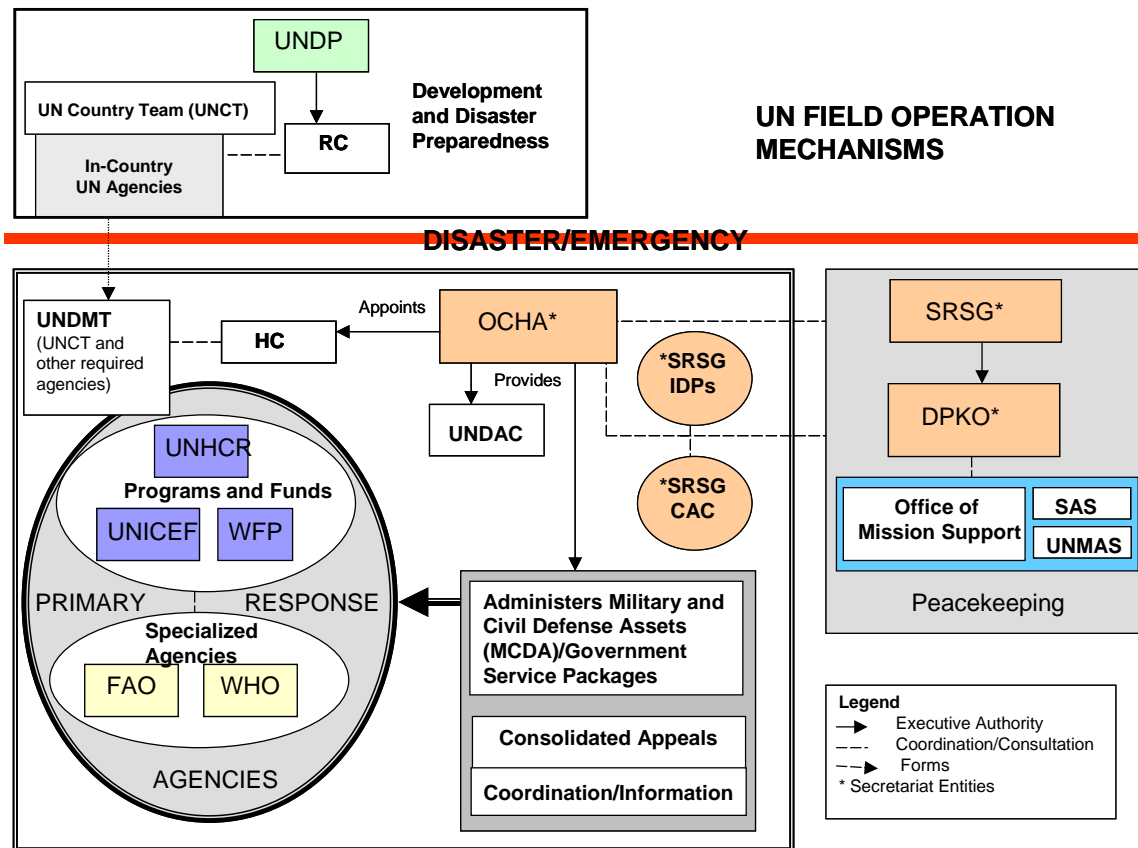 UNDP
UN Country Team (UNCT)
In-Country
UN Agencies
RC
Development
and Disaster
Preparedness
UN FIELD OPERATION
MECHANISMS
DISASTER/EMERGENCY
UNDMT
(UNCT and
other required
agencies)
HC
Appoints
OCHA*
Provides
UNDAC
*SRSG
IDPs
*SRSG
CAC
SRSG*
DPKO*
Office of
Mission Support
SAS
UNMAS
Peacekeeping
UNHCR
Programs and Funds
UNICEF
WFP
PRIMARY
RESPONSE
Specialized
Agencies
FAO
WHO
AGENCIES
Administers Military and
Civil Defense Assets
(MCDA)/Government
Service Packages
Consolidated Appeals
Coordination/Information
Legend
Executive Authority
Coordination/Consultation
Forms
* Secretariat Entities